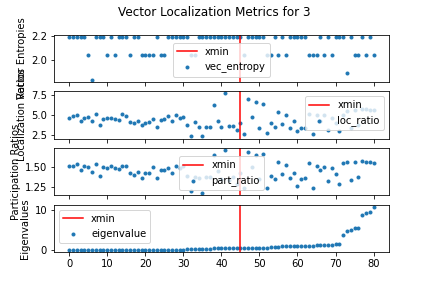 Vector Localization Metrics for 3
Vector Entropies
2.2
2.0
xmin
vec_entropy
Localization Ratios
7.5
5.0
2.5
xmin
loc_ratio
Participation Ratios
1.50
1.25
xmin
part_ratio
Eigenvalues
10
0
xmin
eigenvalue
0 10 20 30 40 50 60 70 80